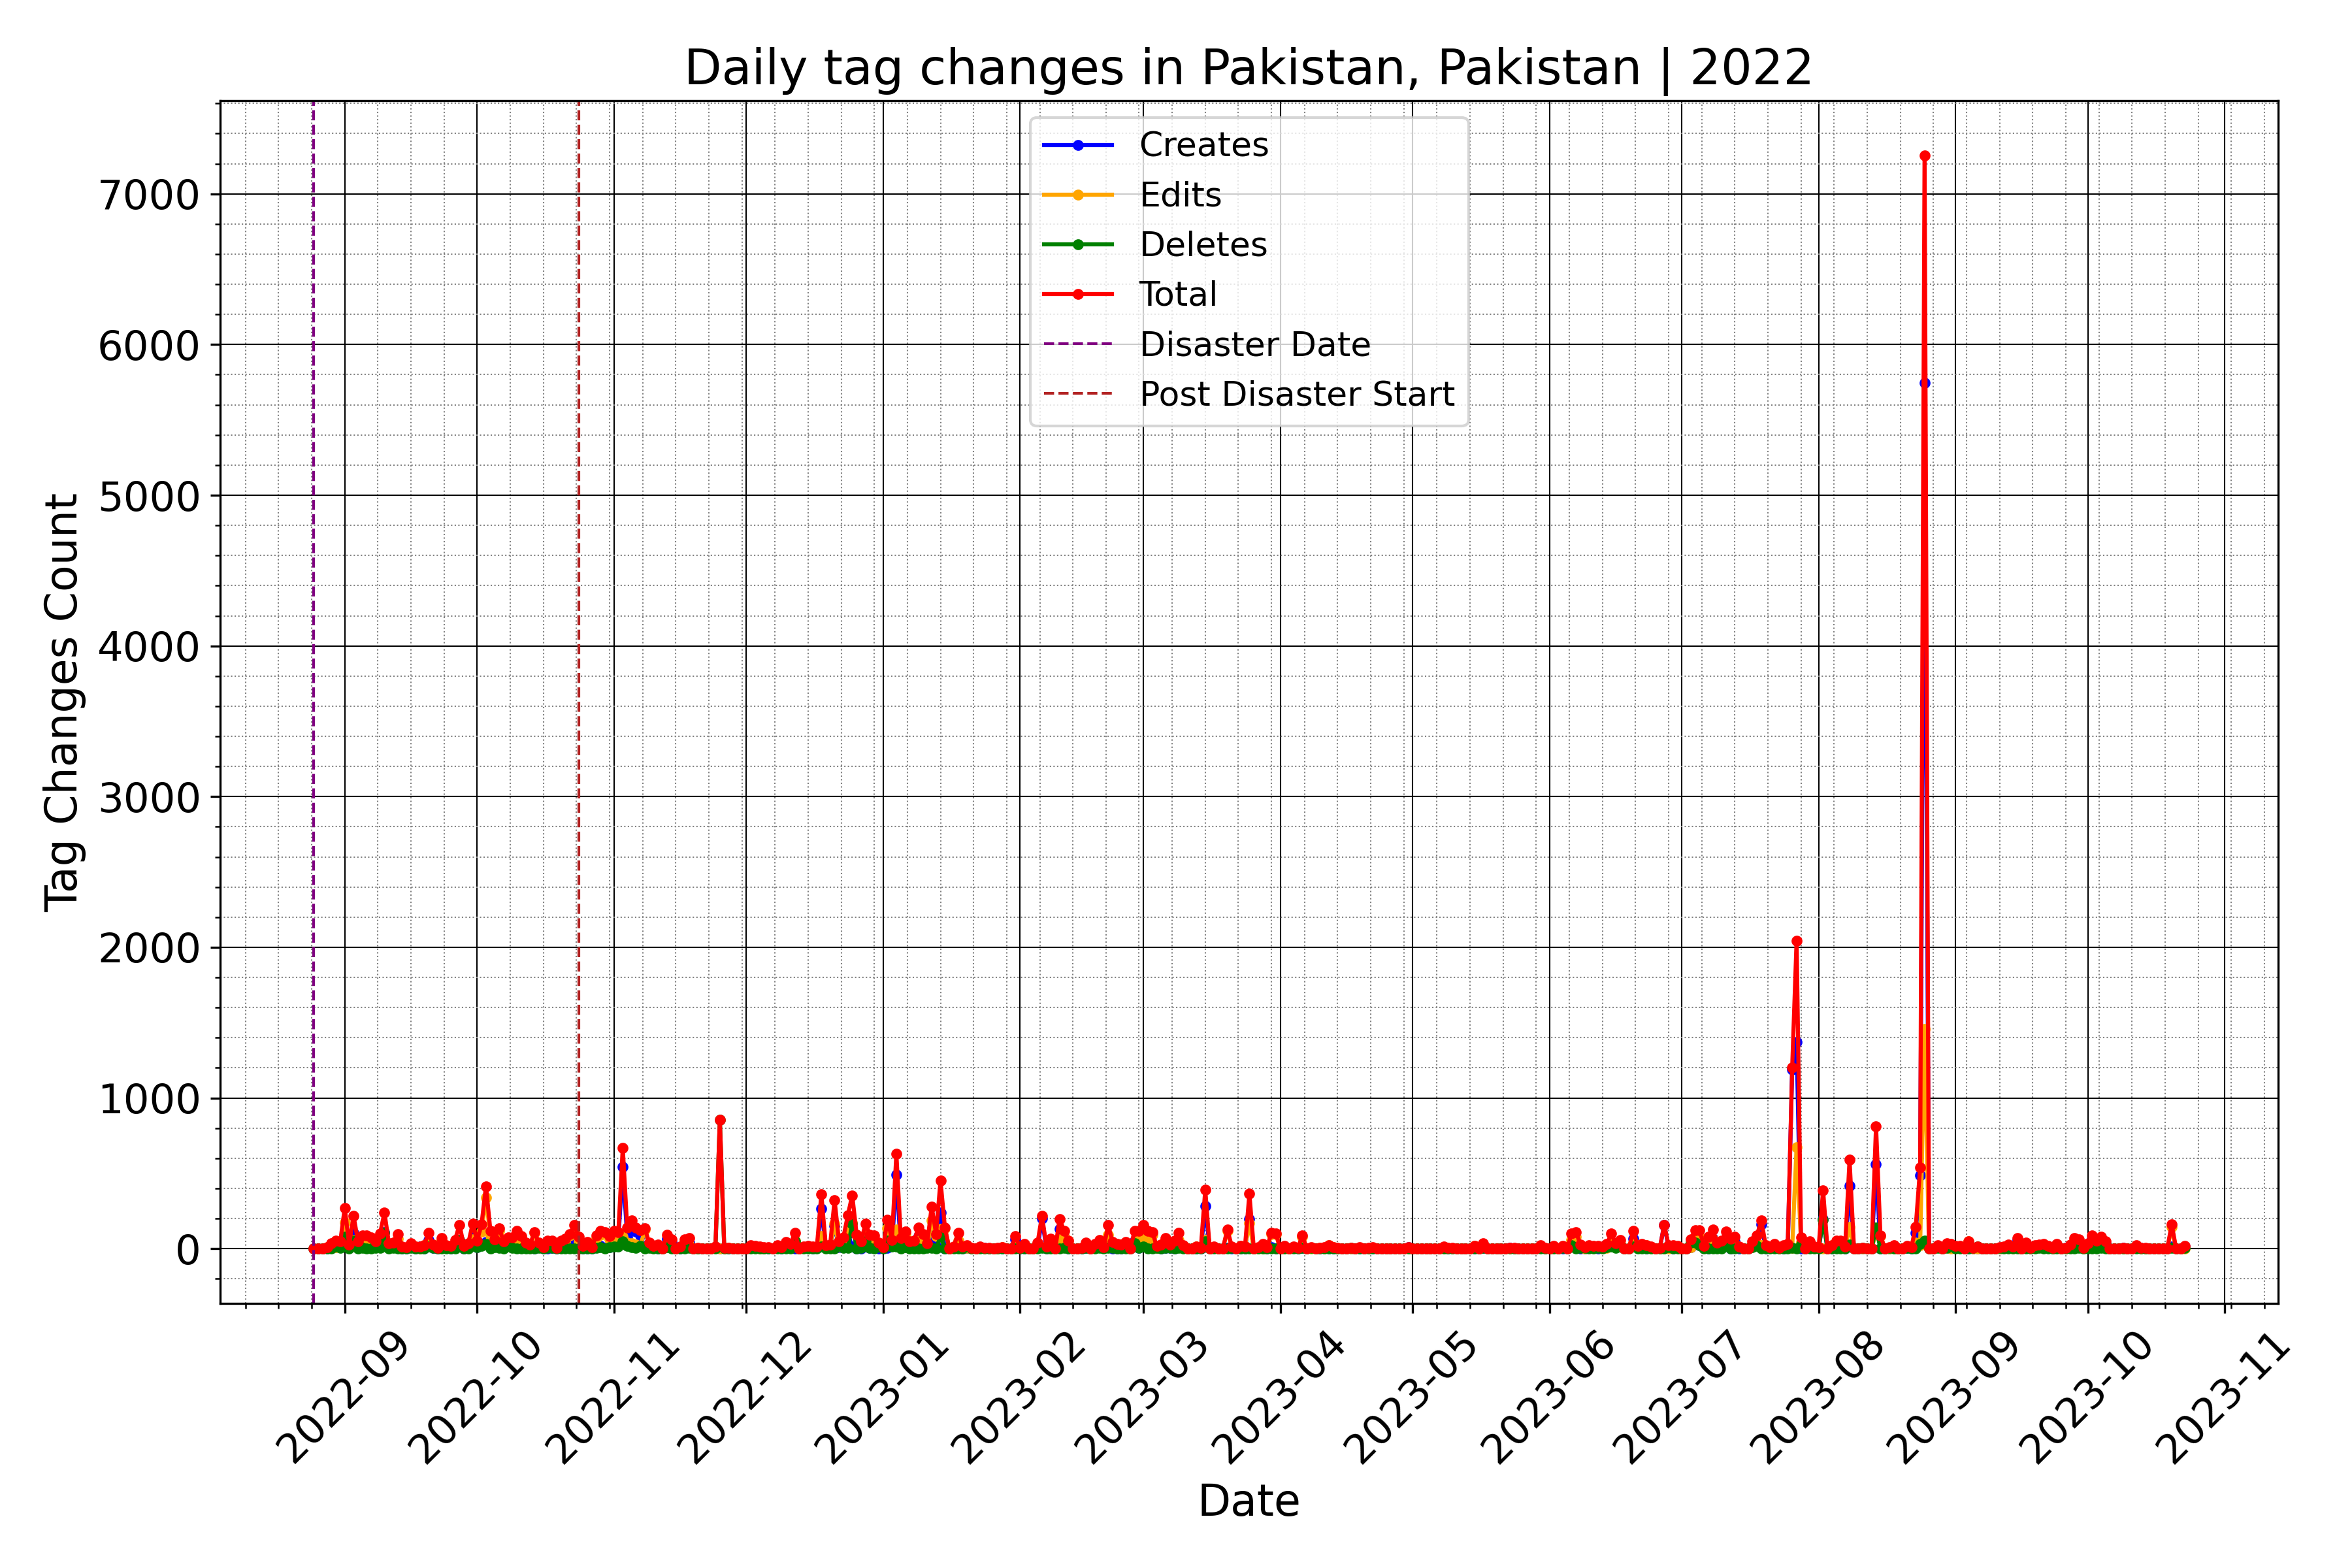 Daily tag changes in Pakistan, Pakistan | 2022
Creates
Edits
Deletes
Total
Disaster Date
Post Disaster Start
Tag Changes Count
7000
6000
5000
4000
3000
2000
1000
0
2022-09
2022-10
2022-11
2022-12
2023-01
2023-02
2023-03
2023-04
2023-05
2023-06
2023-07
2023-08
2023-09
2023-10
2023-11
Date